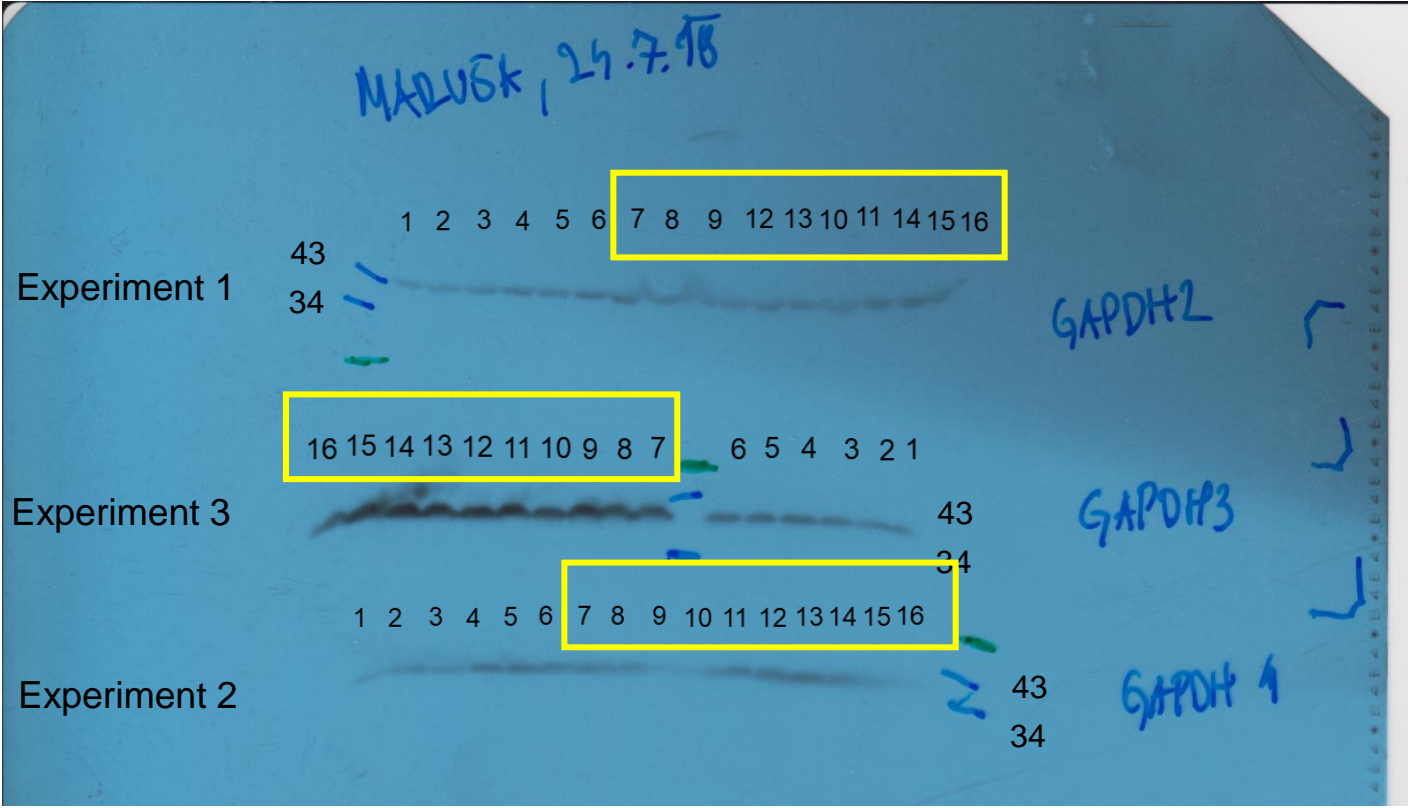 MARUŠA, 24.7.18
1 2 3 4 5 6 7 8 9 12 13 10 11 14 15 16
43
Experiment 1
34
GAPDH2
16 15 14 13 12 11 10 9 8 7 6 5 4 3 2 1
Experiment 3
43
GAPDH3
34
1 2 3 4 5 6 7 8 9 10 11 12 13 14 15 16
Experiment 2
43
GAPDH 1
34